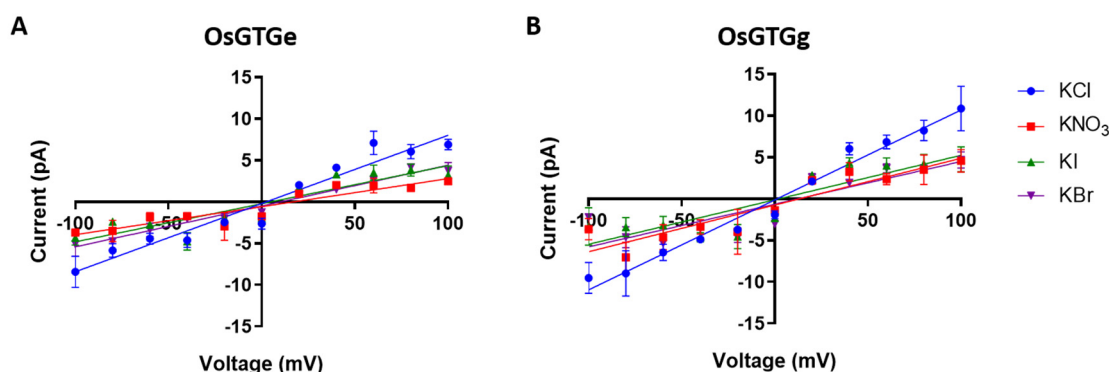 A
OsGTGe
15
10
5
-100
-50
50
100
-5
-10
-15
Current (pA)
Voltage (mV)
B
OsGTGg
15
10
5
-100
-50
50
100
-5
-10
-15
Current (pA)
Voltage (mV)
KCl
KNO₃
KI
KBr